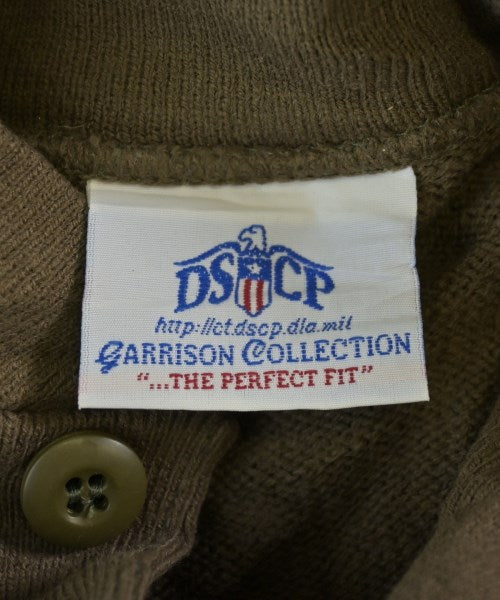 DSCP
http://ct.dscp.dla.mil
GARRISON COLLECTION
"...THE PERFECT FIT"